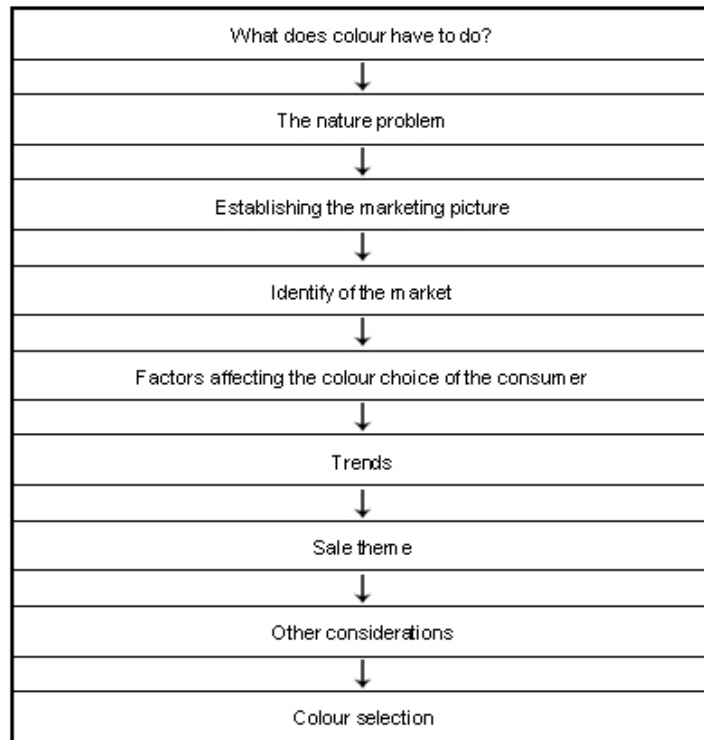 What does colour have to do?
↓
The nature problem
↓
Establishing the marketing picture
↓
Identify of the market
↓
Factors affecting the colour choice of the consumer
↓
Trends
↓
Sale theme
↓
Other considerations
↓
Colour selection